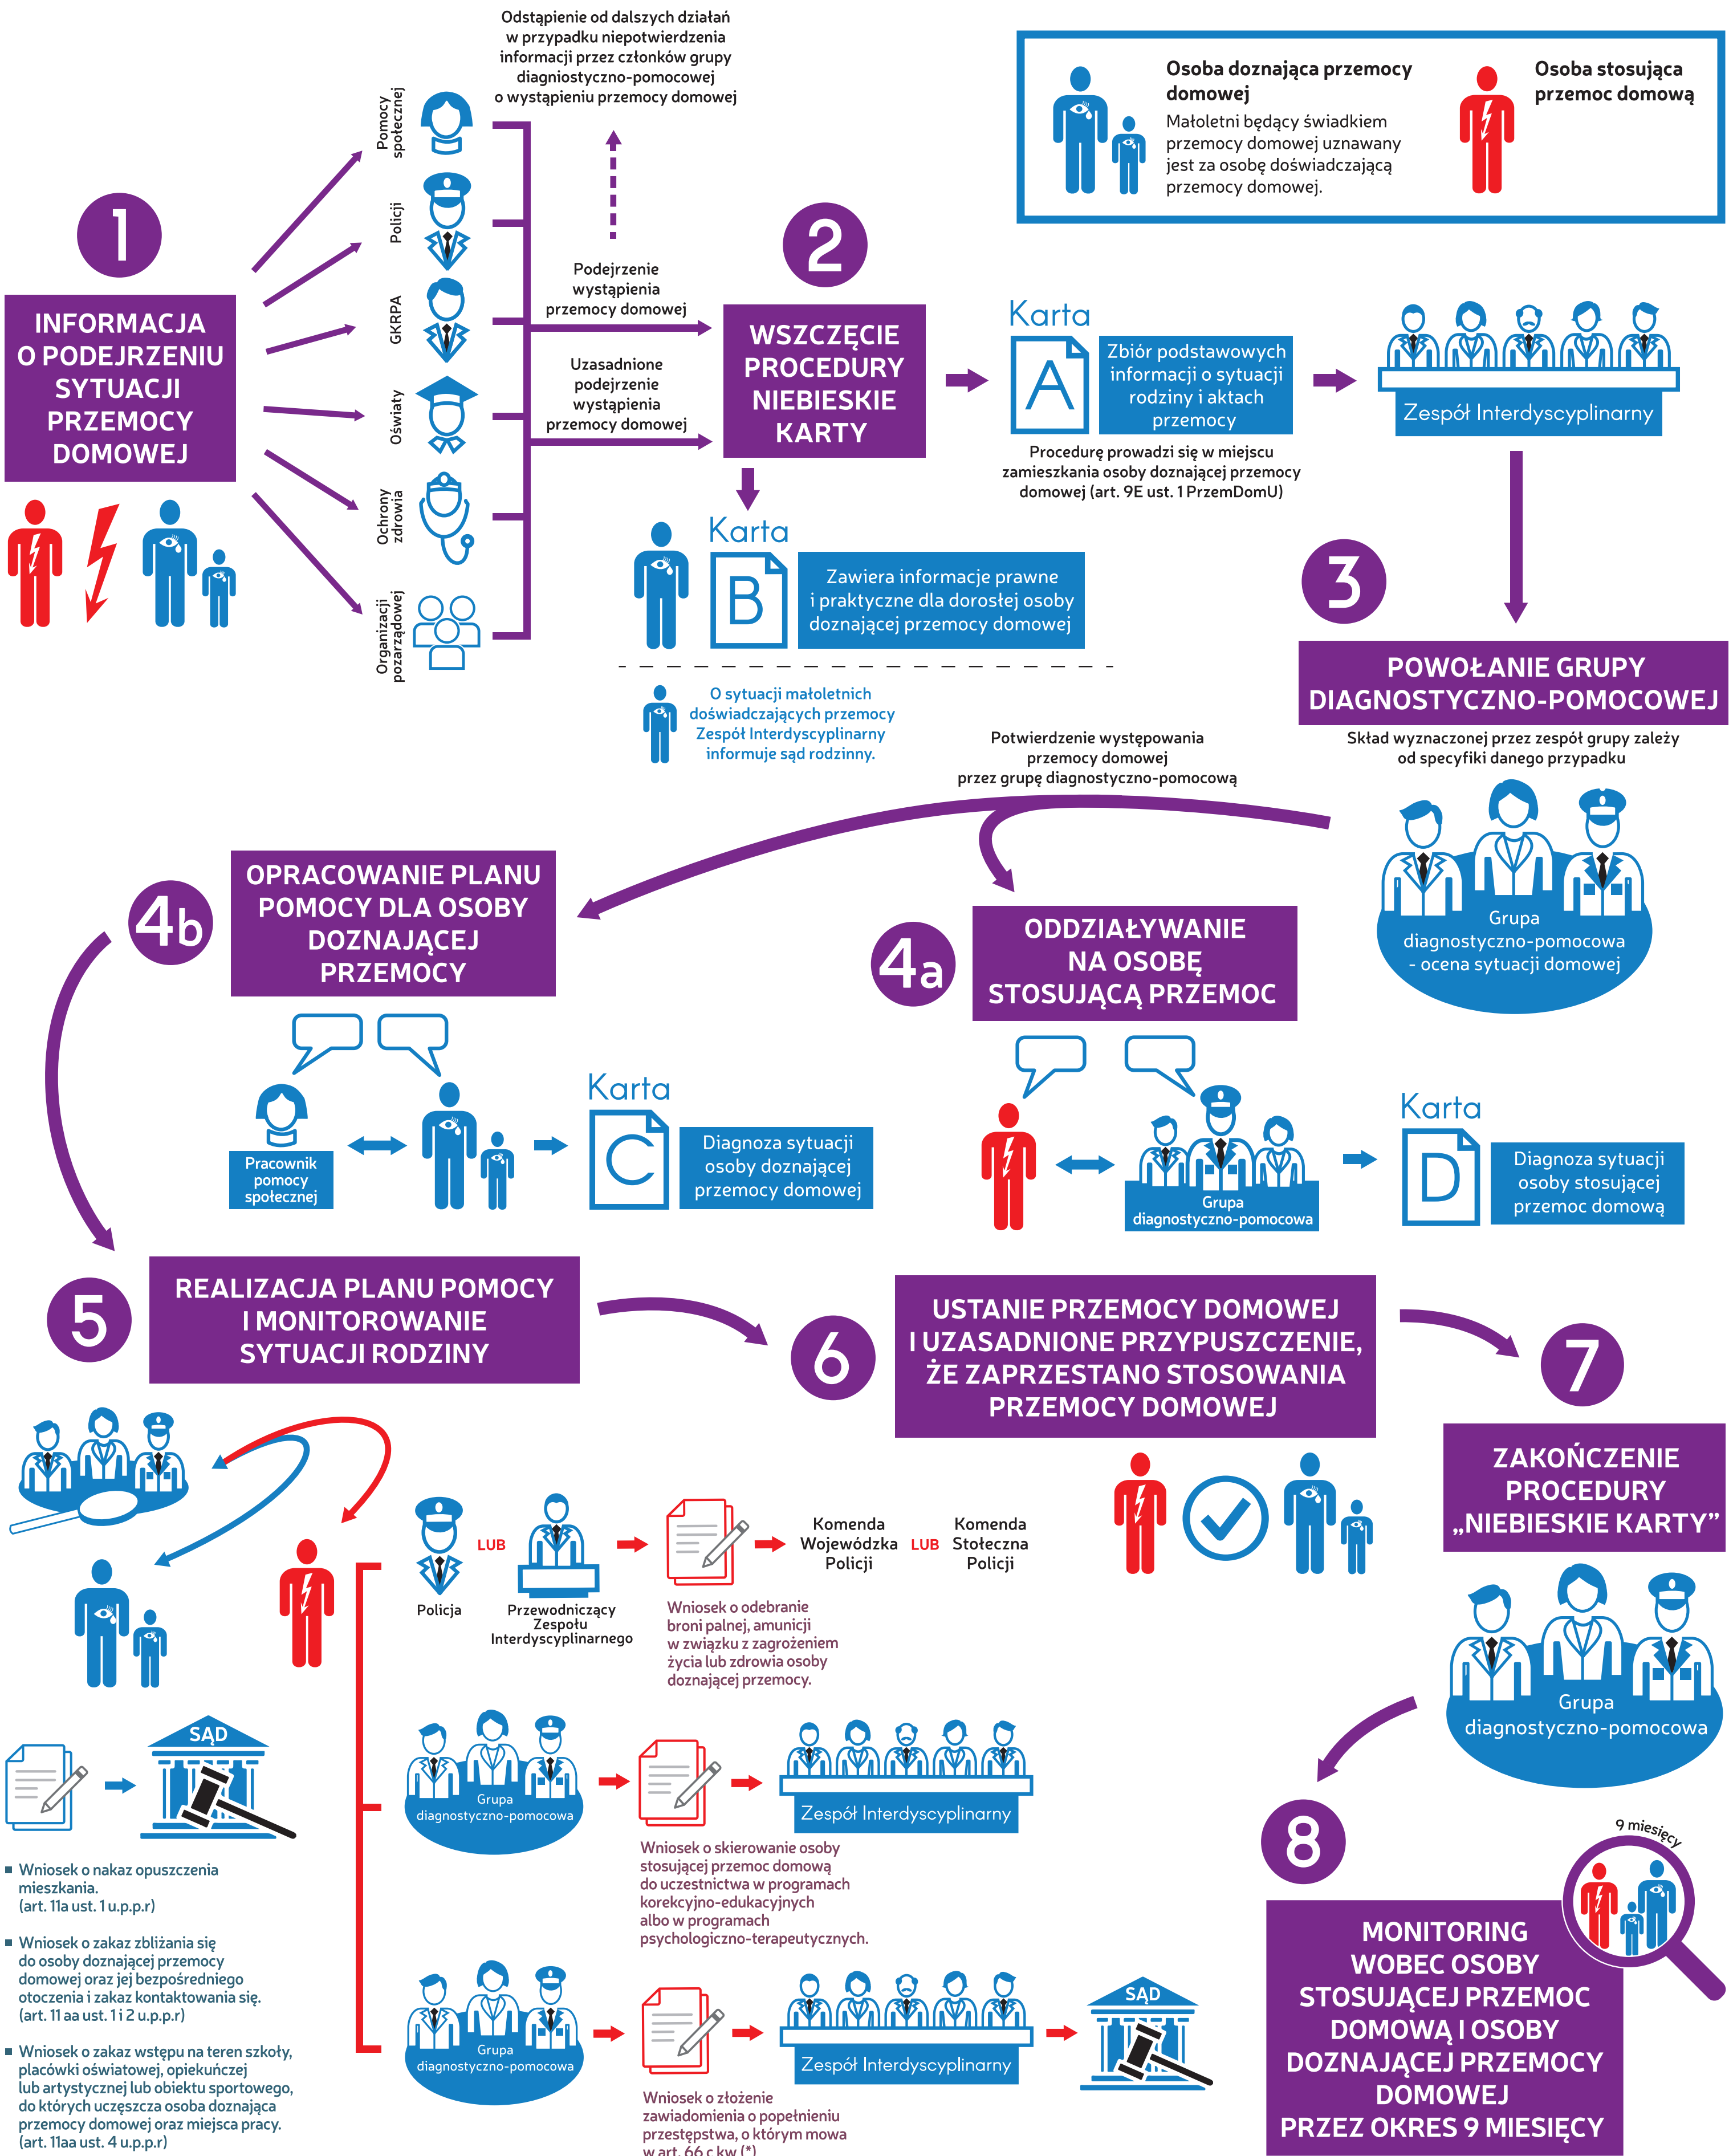 Odstąpienie od dalszych działań
w przypadku niepotwierdzenia
informacji przez członków grupy
diagniostyczno-pomocowej
o wystąpieniu przemocy domowej
Osoba doznająca przemocy
domowej
Małoletni będący świadkiem
przemocy domowej uznawany
jest za osobę doświadczającą
przemocy domowej.
Osoba stosująca
przemoc domową
1
INFORMACJA
O PODEJRZENIU
SYTUACJI
PRZEMOCY
DOMOWEJ
Pomocy
społecznej
Policji
GKRPA
Oświaty
Ochrony
zdrowia
Organizacji
pozarządowej
Podejrzenie
wystąpienia
przemocy domowej
Uzasadnione
podejrzenie
wystąpienia
przemocy domowej
2
WSZCZĘCIE
PROCEDURY
NIEBIESKIE
KARTY
Karta
A
Zbiór podstawowych
informacji o sytuacji
rodziny i aktach
przemocy
Procedurę prowadzi się w miejscu
zamieszkania osoby doznającej przemocy
domowej (art. 9E ust. 1 PrzemDomU)
Zespół Interdyscyplinarny
Karta
B
Zawiera informacje prawne
i praktyczne dla dorosłej osoby
doznającej przemocy domowej
O sytuacji małoletnich
doświadczających przemocy
Zespół Interdyscyplinarny
informuje sąd rodzinny.
3
POWOŁANIE GRUPY
DIAGNOSTYCZNO-POMOCOWEJ
Skład wyznaczonej przez zespół grupy zależy
od specyfiki danego przypadku
Grupa
diagnostyczno-pomocowa
- ocena sytuacji domowej
Potwierdzenie występowania
przemocy domowej
przez grupę diagnostyczno-pomocową
4a
ODDZIAŁYWANIE
NA OSOBĘ
STOSUJĄCĄ PRZEMOC
Grupa
diagnostyczno-pomocowa
Karta
D
Diagnoza sytuacji
osoby stosującej
przemoc domową
4b
OPRACOWANIE PLANU
POMOCY DLA OSOBY
DOZNAJĄCEJ
PRZEMOCY
Pracownik
pomocy
społecznej
Karta
C
Diagnoza sytuacji
osoby doznającej
przemocy domowej
5
REALIZACJA PLANU POMOCY
I MONITOROWANIE
SYTUACJI RODZINY
6
USTANIE PRZEMOCY DOMOWEJ
I UZASADNIONE PRZYPUSZCZENIE,
ŻE ZAPRZESTANO STOSOWANIA
PRZEMOCY DOMOWEJ
7
ZAKOŃCZENIE
PROCEDURY
„NIEBIESKIE KARTY”
Grupa
diagnostyczno-pomocowa
Policja
LUB
Przewodniczący
Zespołu
Interdyscyplinarnego
Wniosek o odebranie
broni palnej, amunicji
w związku z zagrożeniem
życia lub zdrowia osoby
doznającej przemocy.
Komenda
Wojewódzka
Policji
LUB
Komenda
Stołeczna
Policji
SĄD
■ Wniosek o nakaz opuszczenia
mieszkania.
(art. 11a ust. 1 u.p.p.r)
■ Wniosek o zakaz zbliżania się
do osoby doznającej przemocy
domowej oraz jej bezpośredniego
otoczenia i zakaz kontaktowania się.
(art. 11 aa ust. 1 i 2 u.p.p.r)
■ Wniosek o zakaz wstępu na teren szkoły,
placówki oświatowej, opiekuńczej
lub artystycznej lub obiektu sportowego,
do których uczęszcza osoba doznająca
przemocy domowej oraz miejsca pracy.
(art. 11aa ust. 4 u.p.p.r)
Grupa
diagnostyczno-pomocowa
Wniosek o skierowanie osoby
stosującej przemoc domową
do uczestnictwa w programach
korekcyjno-edukacyjnych
albo w programach
psychologiczno-terapeutycznych.
Zespół Interdyscyplinarny
Grupa
diagnostyczno-pomocowa
Wniosek o złożenie
zawiadomienia o popełnieniu
przestępstwa, o którym mowa
w art. 66 c kw (*)
Zespół Interdyscyplinarny
SĄD
8
9 miesięcy
MONITORING
WOBEC OSOBY
STOSUJĄCEJ PRZEMOC
DOMOWĄ I OSOBY
DOZNAJĄCEJ PRZEMOCY
DOMOWEJ
PRZEZ OKRES 9 MIESIĘCY